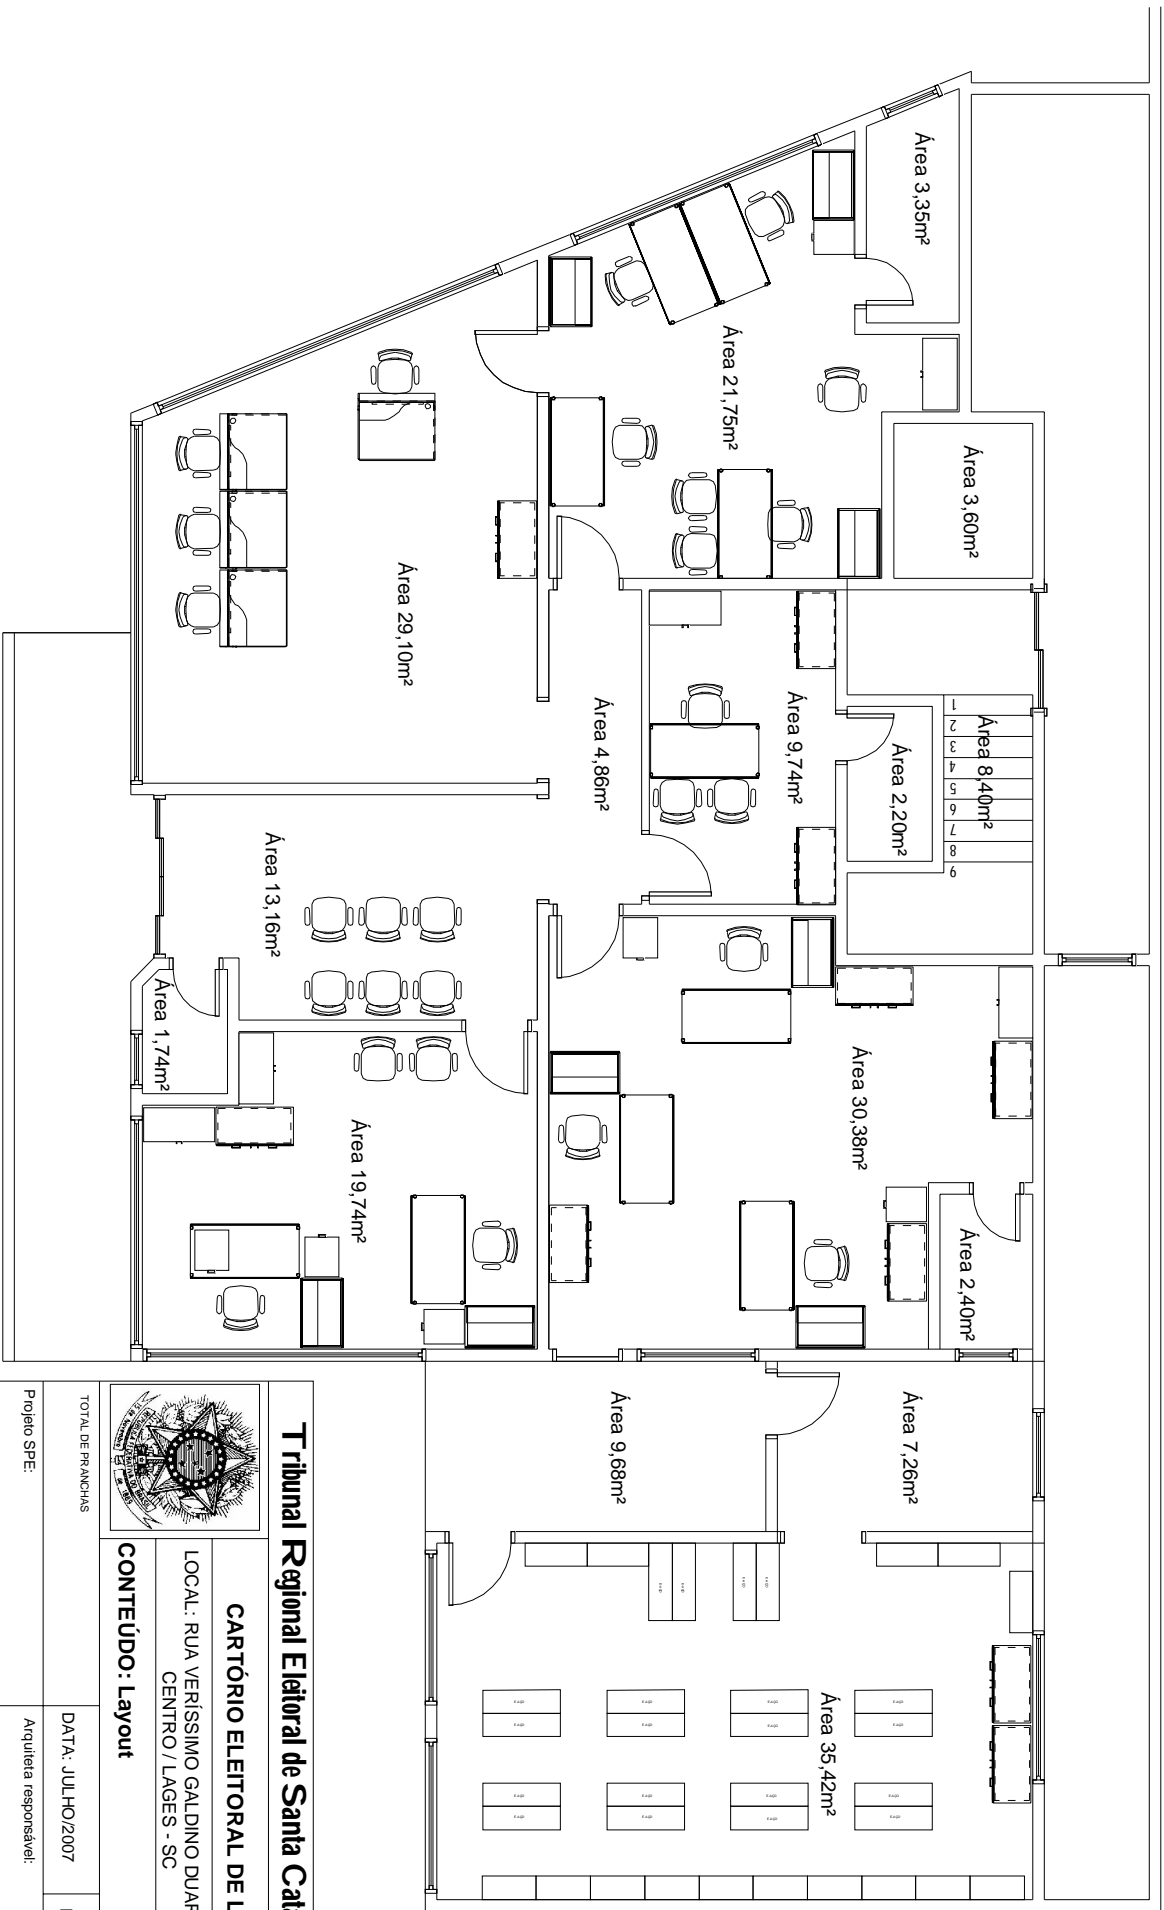 Área 3,35m²
Área 21,75m²
Área 3,60m²
Área 29,10m²
Área 4,86m²
Área 9,74m²
Área 2,20m²
Área 8,40m²
1
2
3
4
5
6
7
8
9
Área 13,16m²
Área 1,74m²
Área 30,38m²
Área 19,74m²
Área 2,40m²
Área 9,68m²
Área 7,26m²
Área 35,42m²
Tribunal Regional Eleitoral de Santa Cata
CARTÓRIO ELEITORAL DE L
LOCAL: RUA VERÍSSIMO GALDINO DUAR
CENTRO / LAGES - SC
CONTEÚDO: Layout
TOTAL DE PRANCHAS
DATA: JULHO/2007
Projeto SPE:
Arquiteta responsável: